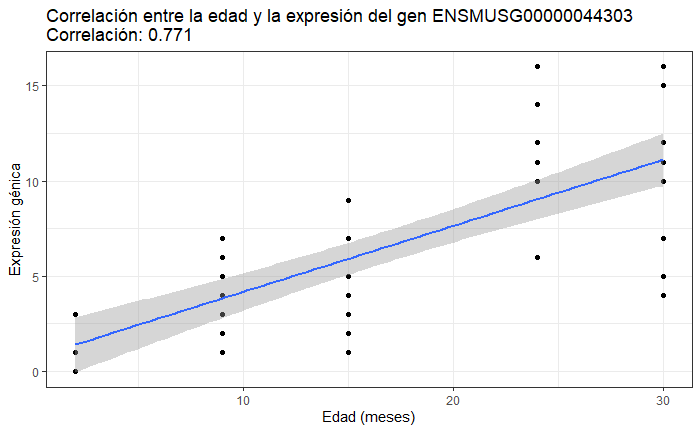 Correlación entre la edad y la expresión del gen ENSMUSG00000044303
Correlación: 0.771
15
10
5
0
Expresión génica
10
20
30
Edad (meses)